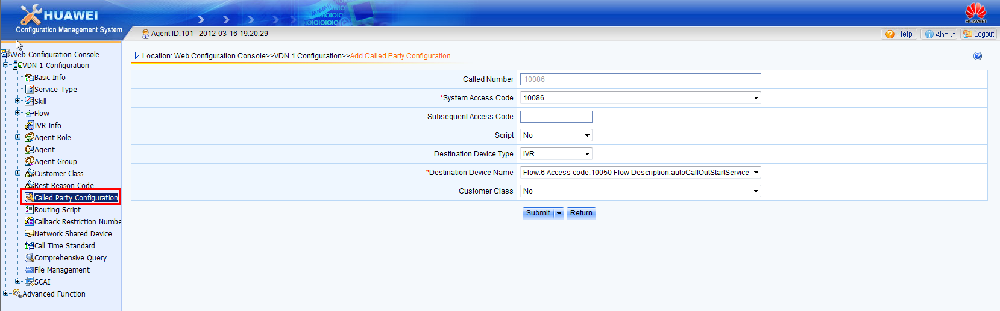 HUAWEI
Configuration Management System
HUAWEI
Agent ID:101 2012-03-16 19:20:29
Help
About
Logout
Web Configuration Console
VDN 1 Configuration
Basic Info
Service Type
Skill
Flow
IVR Info
Agent Role
Agent
Agent Group
Customer Class
Rest Reason Code
Called Party Configuration
Routing Script
Callback Restriction Numbe
Network Shared Device
Call Time Standard
Comprehensive Query
File Management
SCAI
Advanced Function
Location: Web Configuration Console>>VDN 1 Configuration>>Add Called Party Configuration
Called Number 10086
*System Access Code 10086
Subsequent Access Code
Script No
Destination Device Type IVR
*Destination Device Name Flow:6 Access code:10050 Flow Description:autoCallOutStartService
Customer Class No
Submit Return